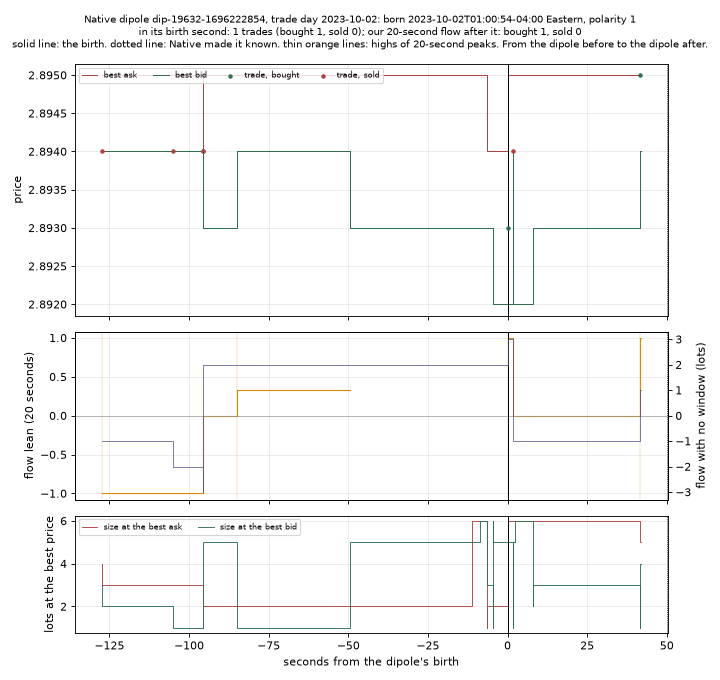 Native dipole dip-19632-1696222854, trade day 2023-10-02: born 2023-10-02T01:00:54-04:00 Eastern, polarity 1
in its birth second: 1 trades (bought 1, sold 0); our 20-second flow after it: bought 1, sold 0
solid line: the birth. dotted line: Native made it known. thin orange lines: highs of 20-second peaks. From the dipole before to the dipole after.
best ask best bid trade, bought trade, sold
2.8950
2.8945
2.8940
2.8935
2.8930
2.8925
2.8920
price
1.0
0.5
0.0
−0.5
−1.0
flow lean (20 seconds)
3
2
1
0
−1
−2
−3
flow with no window (lots)
size at the best ask size at the best bid
6
4
2
lots at the best price
−125 −100 −75 −50 −25 0 25 50
seconds from the dipole's birth